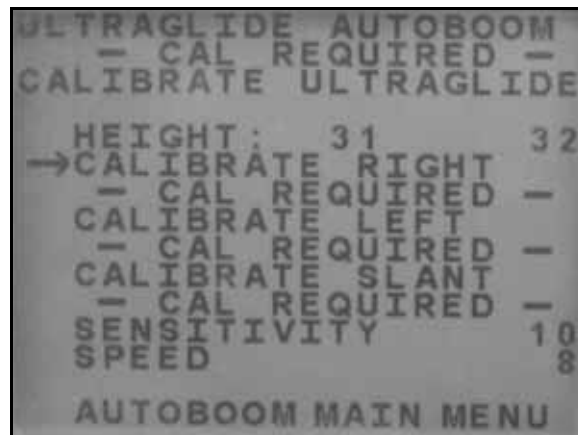 ULTRAGLIDE AUTOBOOM
- CAL REQUIRED -
CALIBRATE ULTRAGLIDE
HEIGHT: 31 32
→CALIBRATE RIGHT
- CAL REQUIRED -
CALIBRATE LEFT
- CAL REQUIRED -
CALIBRATE SLANT
- CAL REQUIRED -
SENSITIVITY 10
SPEED 8
AUTOBOOM MAIN MENU